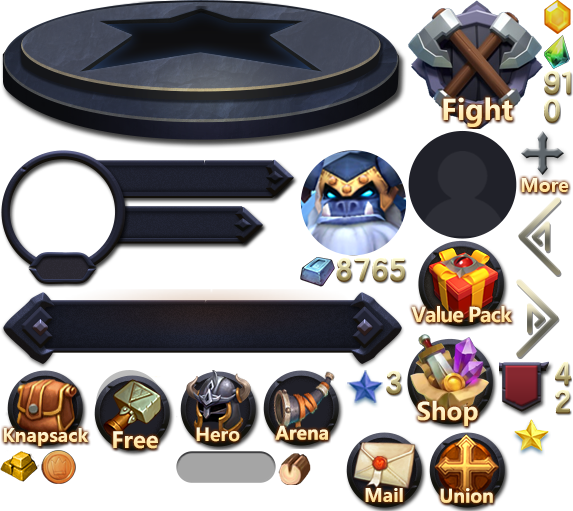 Fight
91
0
More
8765
Value Pack
Knapsack
Free
Hero
Arena
3
Shop
4
2
Mail
Union